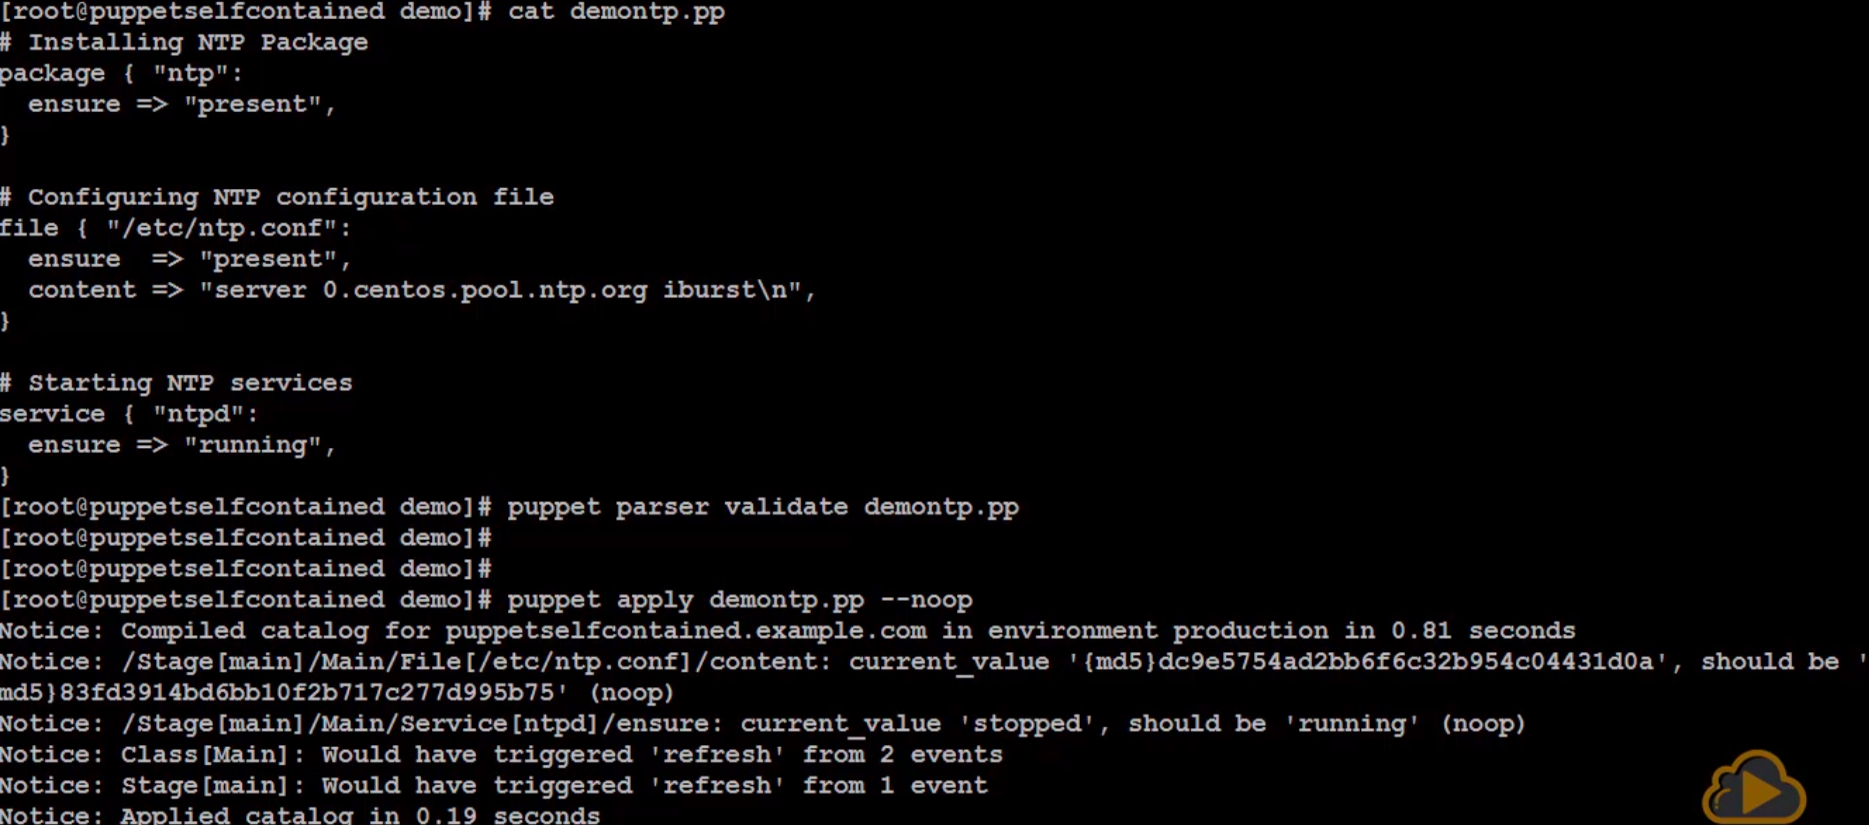 [root@puppetselfcontained demo]# cat demontp.pp
# Installing NTP Package
package { "ntp":
  ensure => "present",
}

# Configuring NTP configuration file
file { "/etc/ntp.conf":
  ensure  => "present",
  content => "server 0.centos.pool.ntp.org iburst\n",
}

# Starting NTP services
service { "ntpd":
  ensure => "running",
}
[root@puppetselfcontained demo]# puppet parser validate demontp.pp
[root@puppetselfcontained demo]#
[root@puppetselfcontained demo]#
[root@puppetselfcontained demo]# puppet apply demontp.pp --noop
Notice: Compiled catalog for puppetselfcontained.example.com in environment production in 0.81 seconds
Notice: /Stage[main]/Main/File[/etc/ntp.conf]/content: current_value '{md5}dc9e5754ad2bb6f6c32b954c04431d0a', should be '
md5}83fd3914bd6bb10f2b717c277d995b75' (noop)
Notice: /Stage[main]/Main/Service[ntpd]/ensure: current_value 'stopped', should be 'running' (noop)
Notice: Class[Main]: Would have triggered 'refresh' from 2 events
Notice: Stage[main]: Would have triggered 'refresh' from 1 event
Notice: Applied catalog in 0.19 seconds